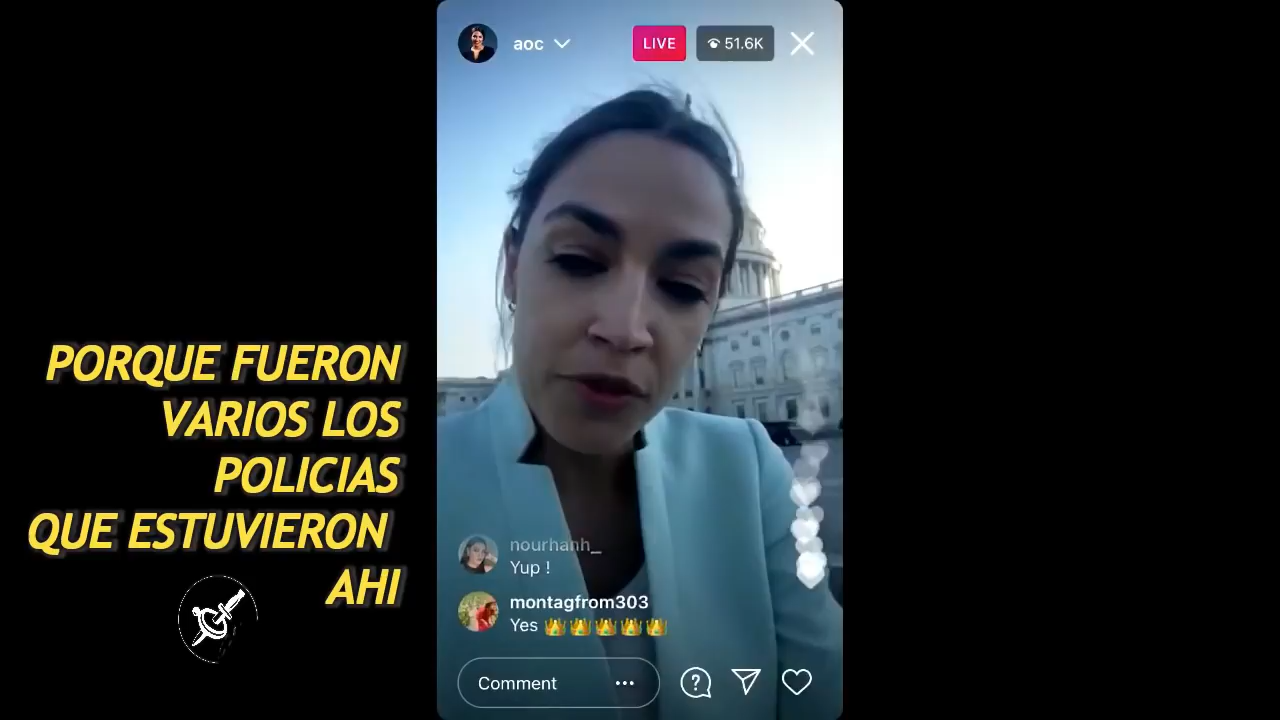 aoc
LIVE
51.6K
PORQUE FUERON
VARIOS LOS
POLICIAS
QUE ESTUVIERON
AHI
nourhanh_
Yup !
montagfrom303
Yes 👑👑👑👑👑
Comment